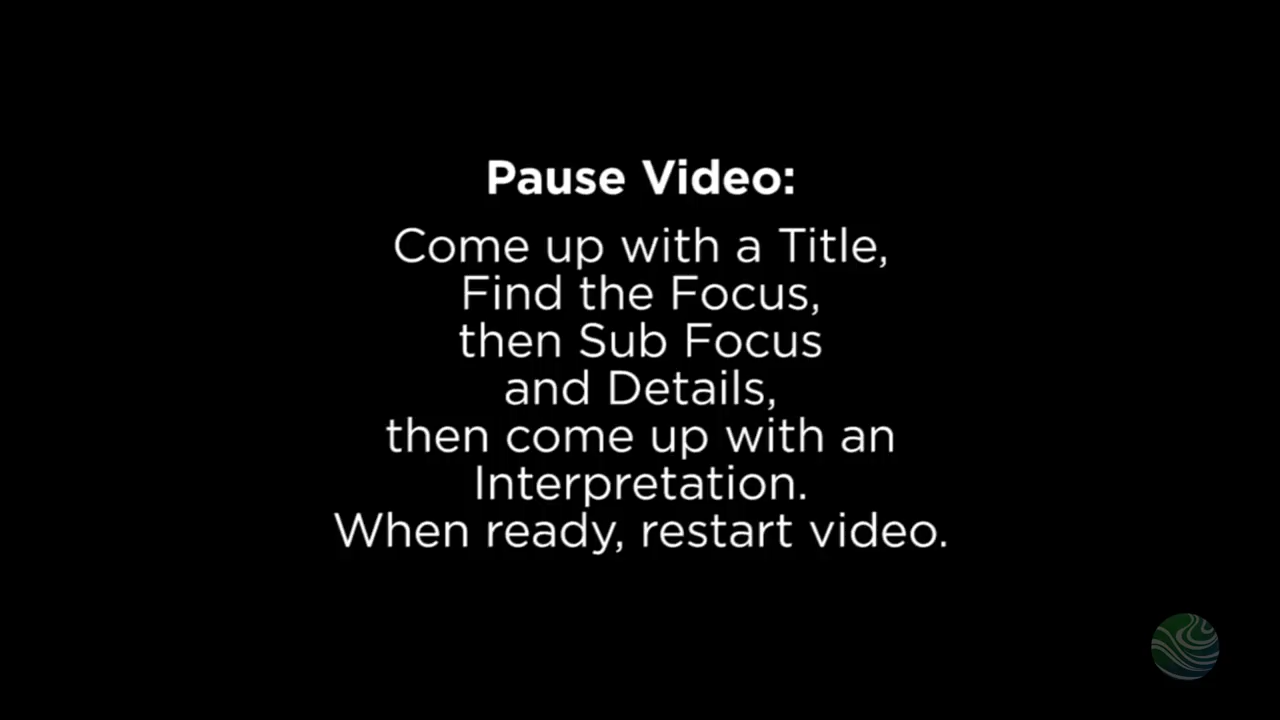 Pause Video:
Come up with a Title,
Find the Focus,
then Sub Focus
and Details,
then come up with an
Interpretation.
When ready, restart video.